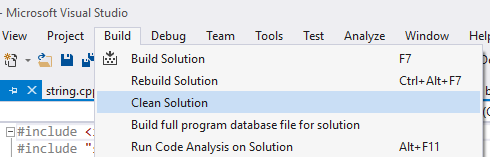 - Microsoft Visual Studio
Project Build Debug Team Tools Test Analyze Window Help
Build Solution F7
string.cpp Rebuild Solution Ctrl+Alt+F7
Clean Solution
Build full program database file for solution
#include <
#include " Run Code Analysis on Solution Alt+F11